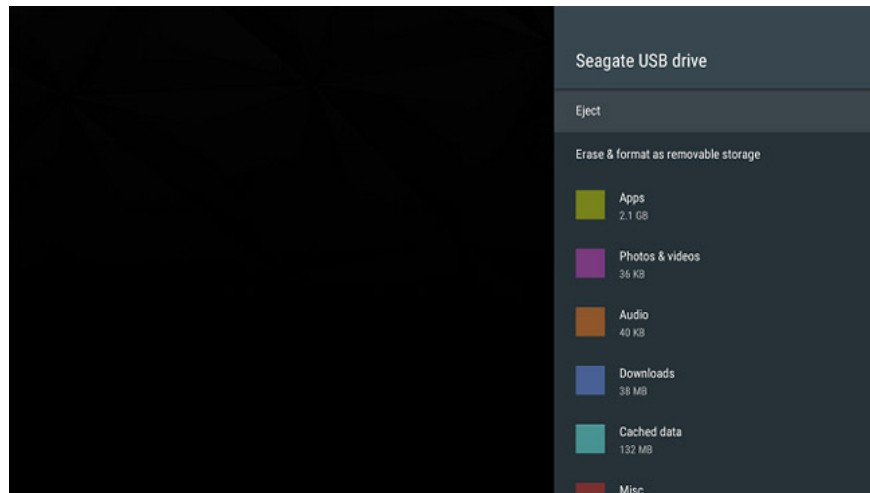 Seagate USB drive
Eject
Erase & format as removable storage
Apps
2.1 GB
Photos & videos
36 KB
Audio
40 KB
Downloads
38 MB
Cached data
132 MB
Misc